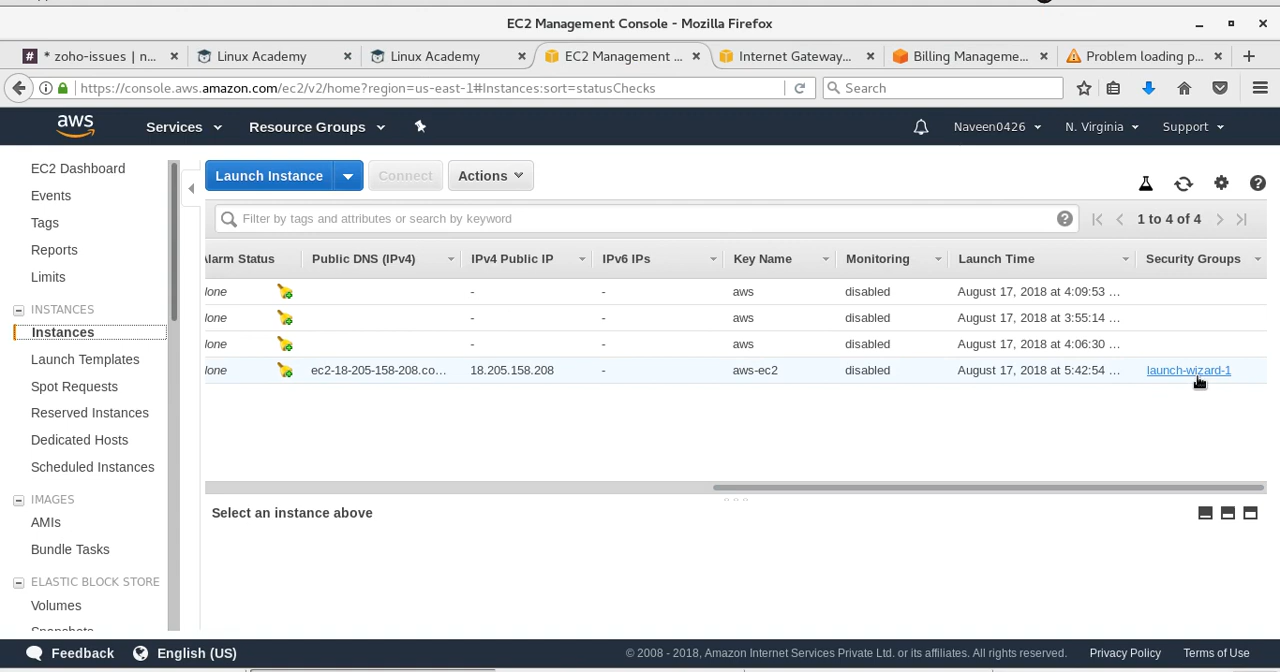 EC2 Management Console - Mozilla Firefox
* zoho-issues | n...
Linux Academy
Linux Academy
EC2 Management ...
Internet Gateway...
Billing Manageme...
Problem loading p...
https://console.aws.amazon.com/ec2/v2/home?region=us-east-1#Instances:sort=statusChecks
Search
aws
Services
Resource Groups
Naveen0426
N. Virginia
Support
EC2 Dashboard
Events
Tags
Reports
Limits
INSTANCES
Instances
Launch Templates
Spot Requests
Reserved Instances
Dedicated Hosts
Scheduled Instances
IMAGES
AMIs
Bundle Tasks
ELASTIC BLOCK STORE
Volumes
Snapshots
Launch Instance
Connect
Actions
Filter by tags and attributes or search by keyword
1 to 4 of 4
larm Status Public DNS (IPv4) IPv4 Public IP IPv6 IPs Key Name Monitoring Launch Time Security Groups
lone - - aws disabled August 17, 2018 at 4:09:53 ...
lone - - aws disabled August 17, 2018 at 3:55:14 ...
lone - - aws disabled August 17, 2018 at 4:06:30 ...
lone ec2-18-205-158-208.co... 18.205.158.208 - aws-ec2 disabled August 17, 2018 at 5:42:54 ... launch-wizard-1
Select an instance above
Feedback
English (US)
© 2008 - 2018, Amazon Internet Services Private Ltd. or its affiliates. All rights reserved.
Privacy Policy
Terms of Use